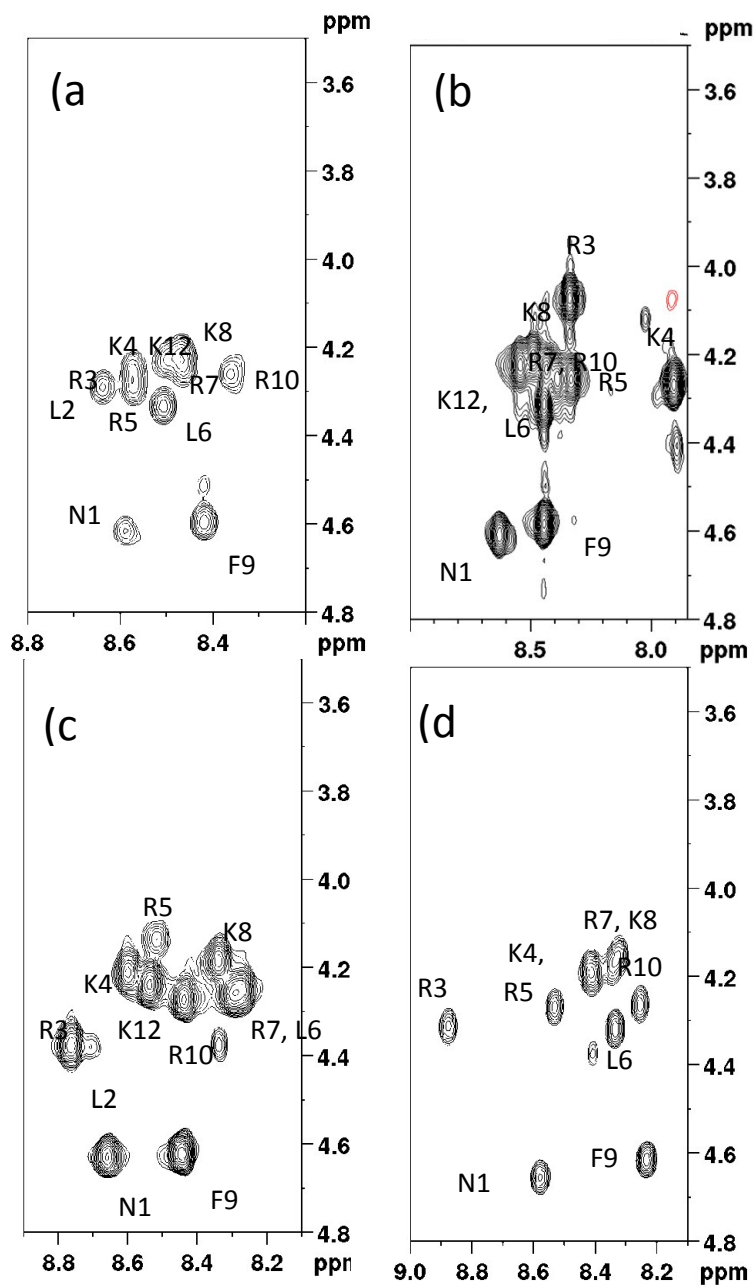 ppm
(a
3.6
3.8
4.0
4.2
4.4
4.6
4.8
K4 K12 K8
R3 R7 R10
L2 R5 L6
N1
F9
8.8 8.6 8.4 ppm
ppm
(b
3.6
3.8
4.0
4.2
4.4
4.6
4.8
R3
K8
K4
R7, R10
R5
K12,
L6
N1
F9
8.5 8.0 ppm
(c
3.6
3.8
4.0
4.2
4.4
4.6
4.8
R5
K8
K4
R3 K12 R7, L6
R10
L2
N1 F9
8.8 8.6 8.4 8.2 ppm
(d
3.6
3.8
4.0
4.2
4.4
4.6
4.8
R7, K8
K4,
R10
R3 R5
L6
N1 F9
9.0 8.8 8.6 8.4 8.2 ppm